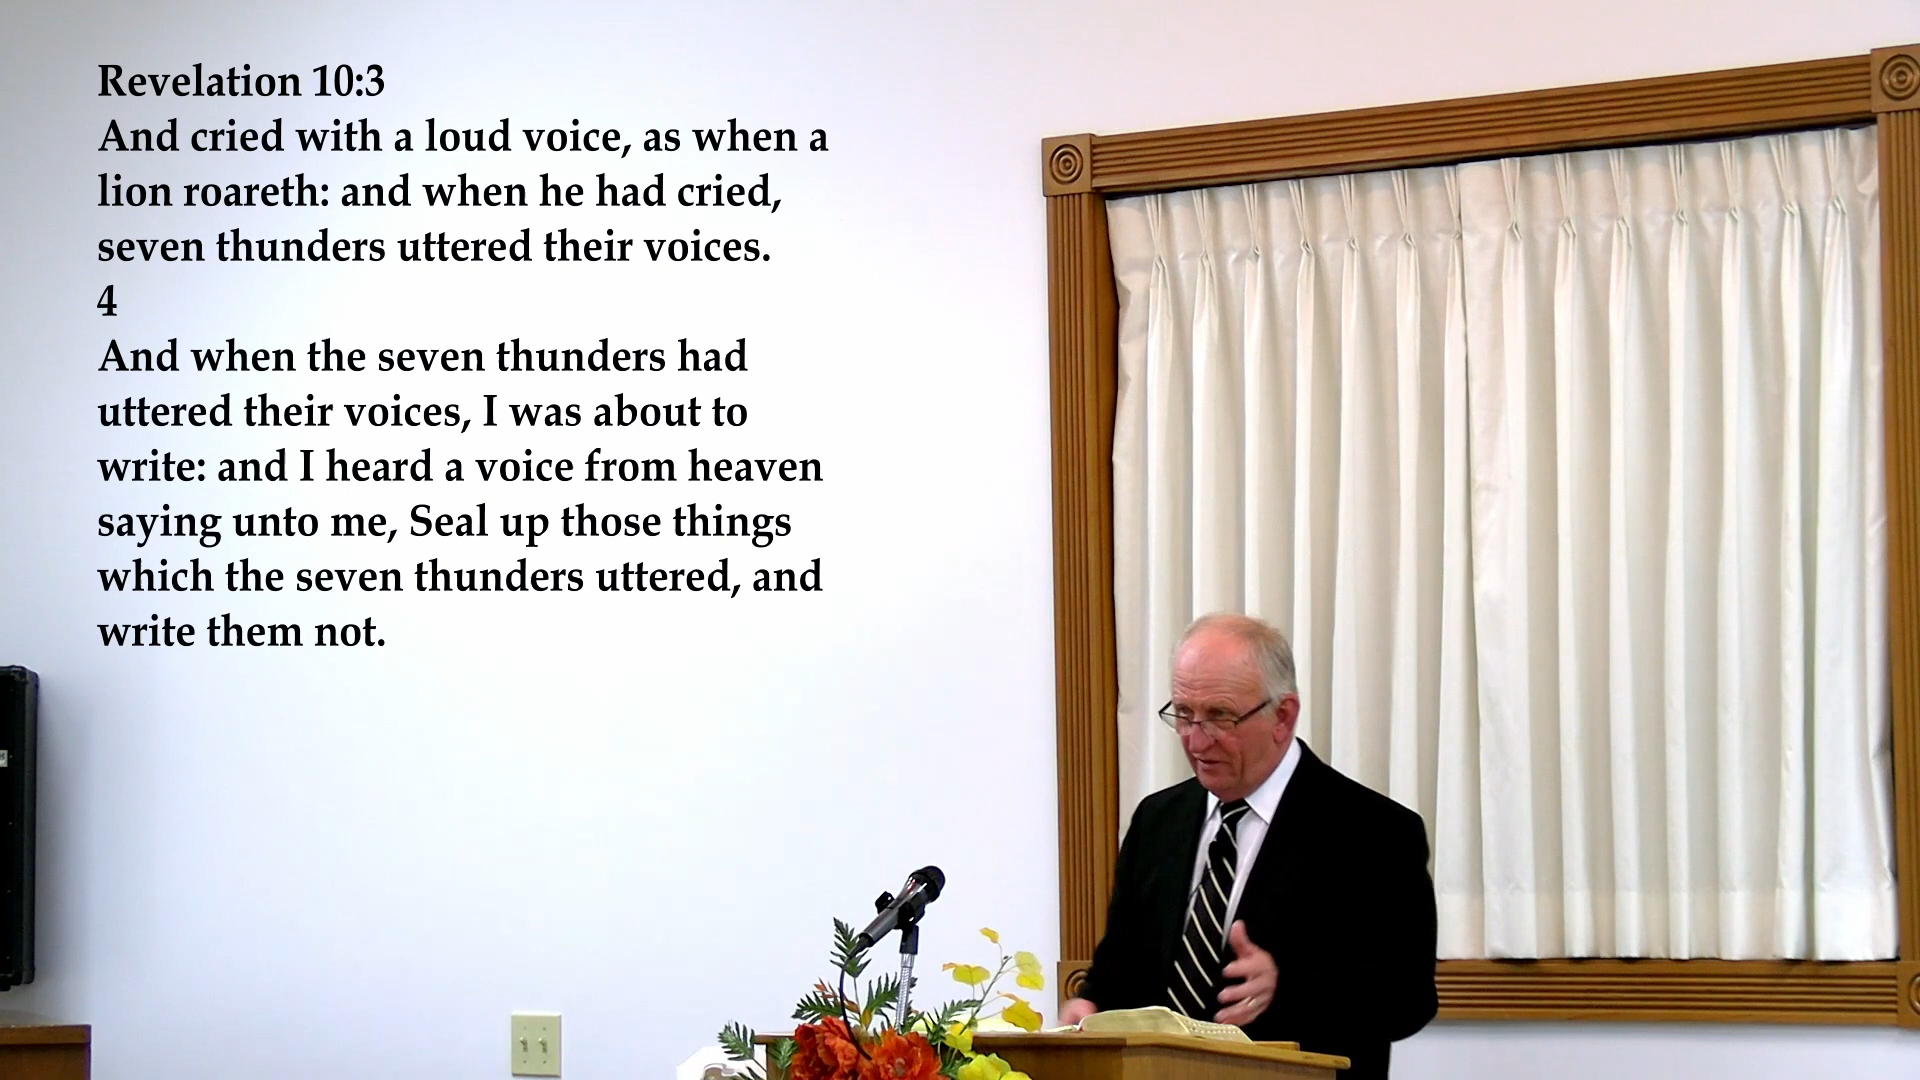 Revelation 10:3
And cried with a loud voice, as when a
lion roareth: and when he had cried,
seven thunders uttered their voices.
4
And when the seven thunders had
uttered their voices, I was about to
write: and I heard a voice from heaven
saying unto me, Seal up those things
which the seven thunders uttered, and
write them not.